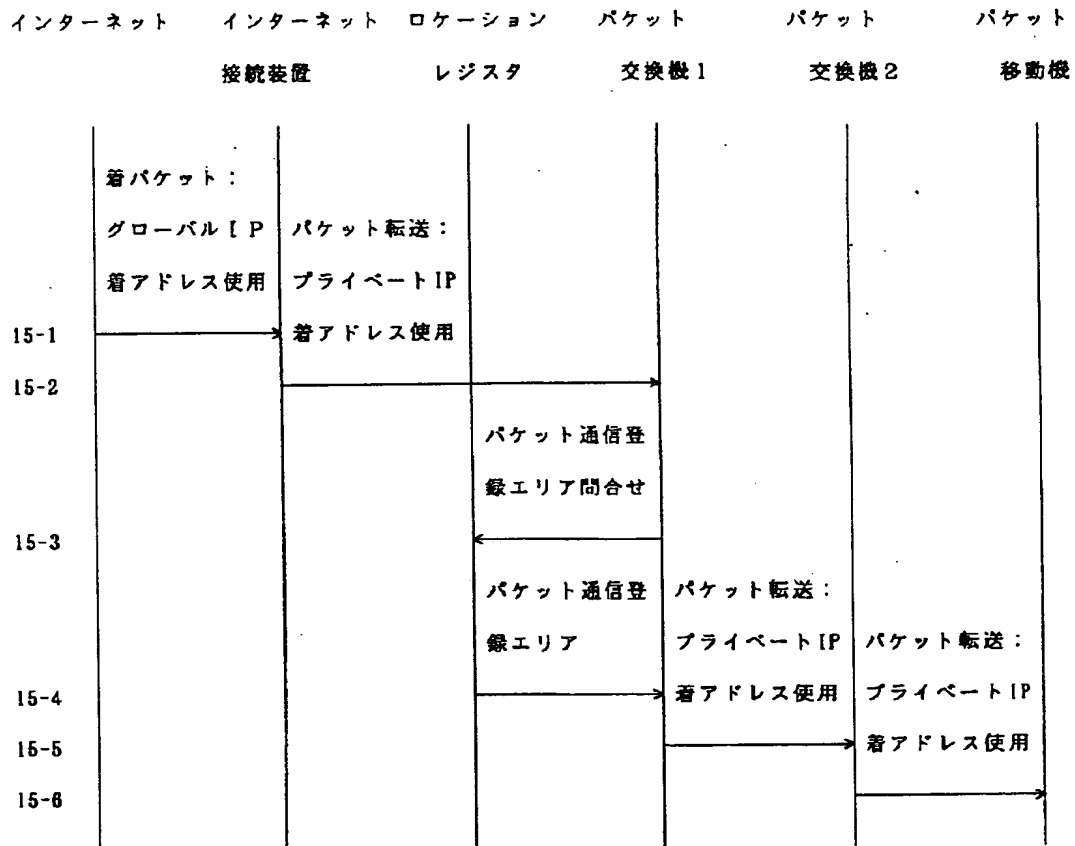 インターネット インターネット ロケーション パケット パケット パケット
接続装置 レジスタ 交換機1 交換機2 移動機
着パケット:
グローバルIP パケット転送:
着アドレス使用 プライベートIP
15-1 着アドレス使用
15-2
パケット通信登
録エリア問合せ
15-3
パケット通信登 パケット転送:
録エリア プライベートIP パケット転送:
15-4 着アドレス使用 プライベートIP
15-5 着アドレス使用
15-6